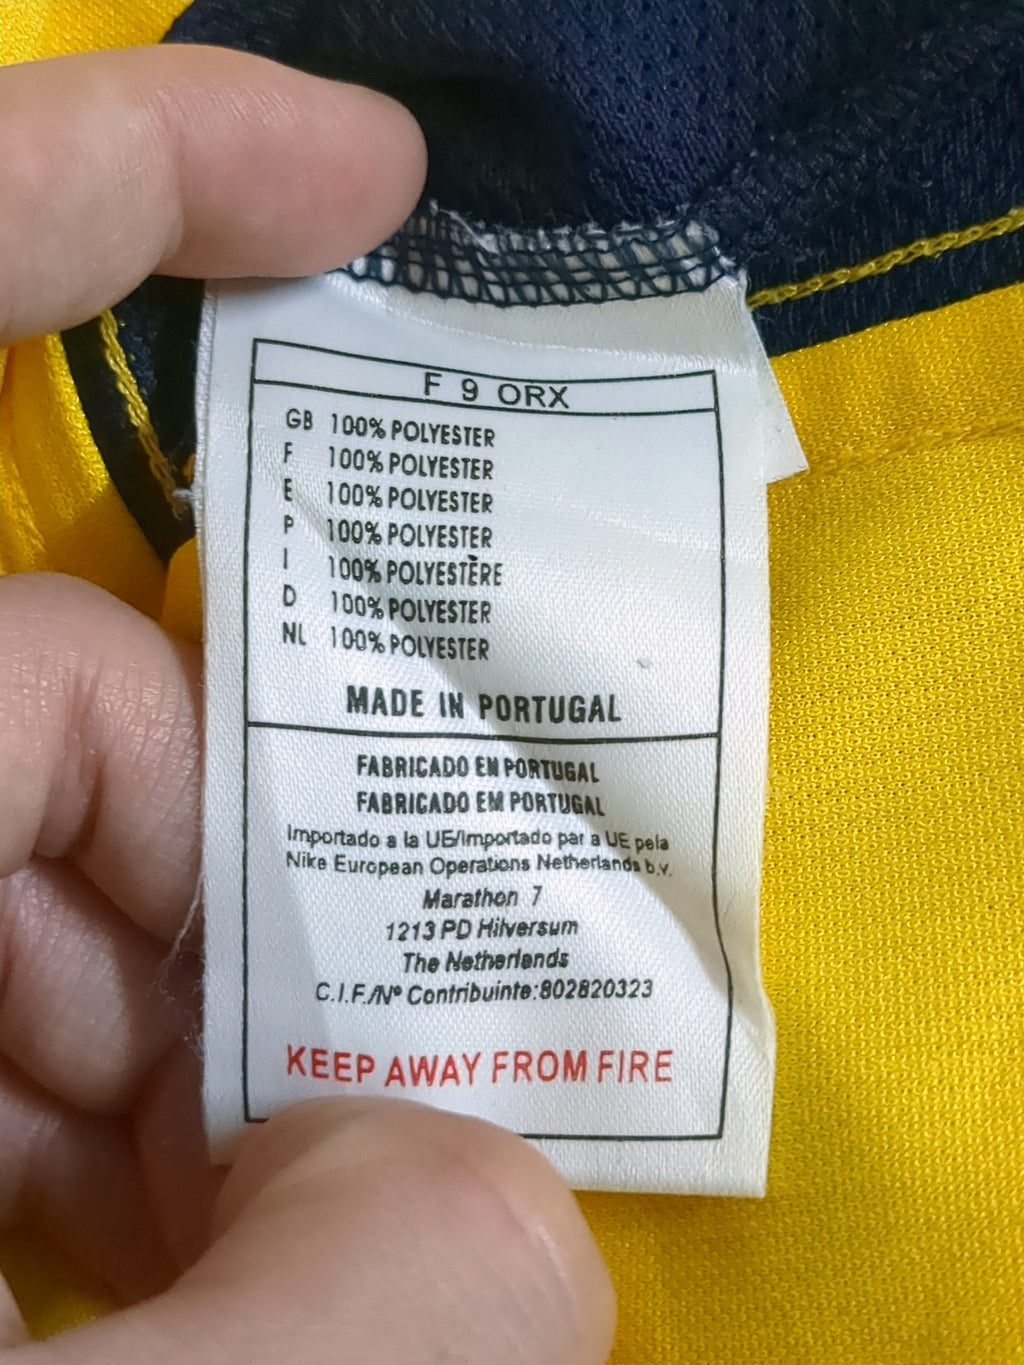 F 9 ORX
GB 100% POLYESTER
F 100% POLYESTER
E 100% POLYESTER
P 100% POLYESTER
I 100% POLYESTÈRE
D 100% POLYESTER
NL 100% POLYESTER
MADE IN PORTUGAL
FABRICADO EN PORTUGAL
FABRICADO EM PORTUGAL
Importado a la UE/Importado par a UE pela
Nike European Operations Netherlands b.v.
Marathon 7
1213 PD Hilversum
The Netherlands
C.I.F./Nº Contribuinte:802820323
KEEP AWAY FROM FIRE